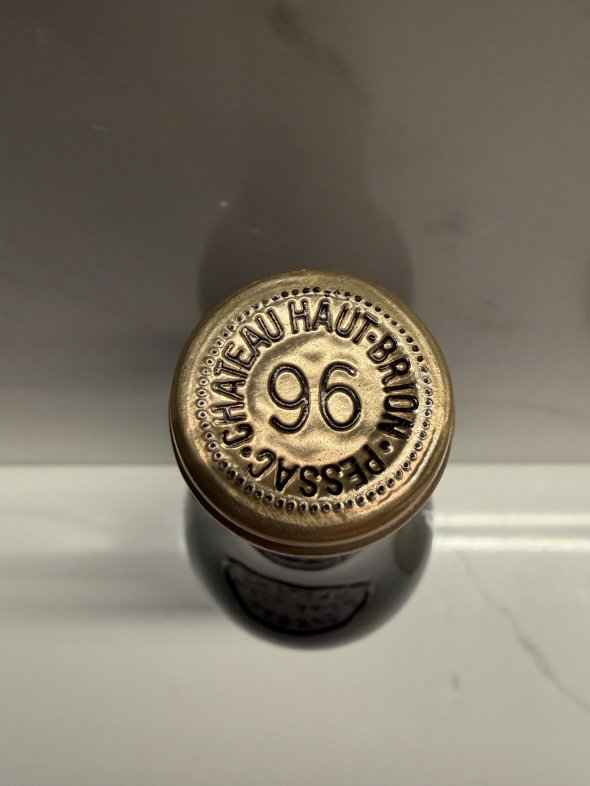 CHATEAU HAUT-BRION • PESSAC •
96